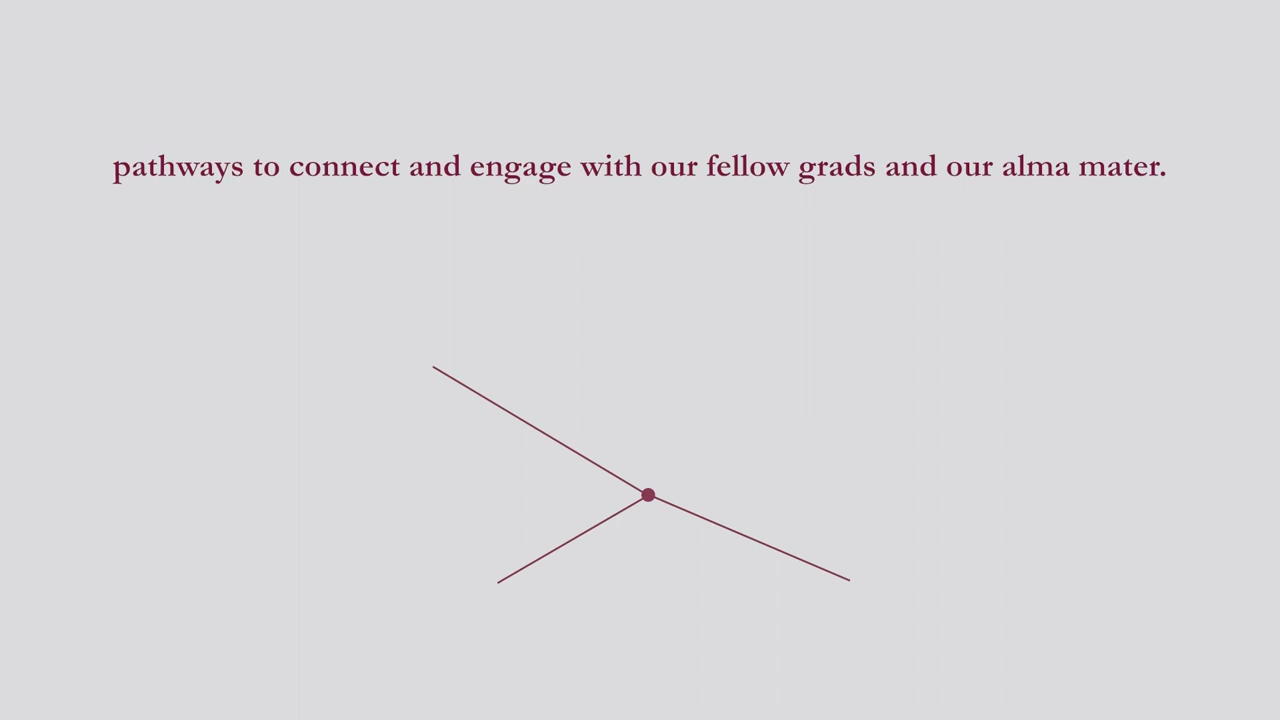 pathways to connect and engage with our fellow grads and our alma mater.